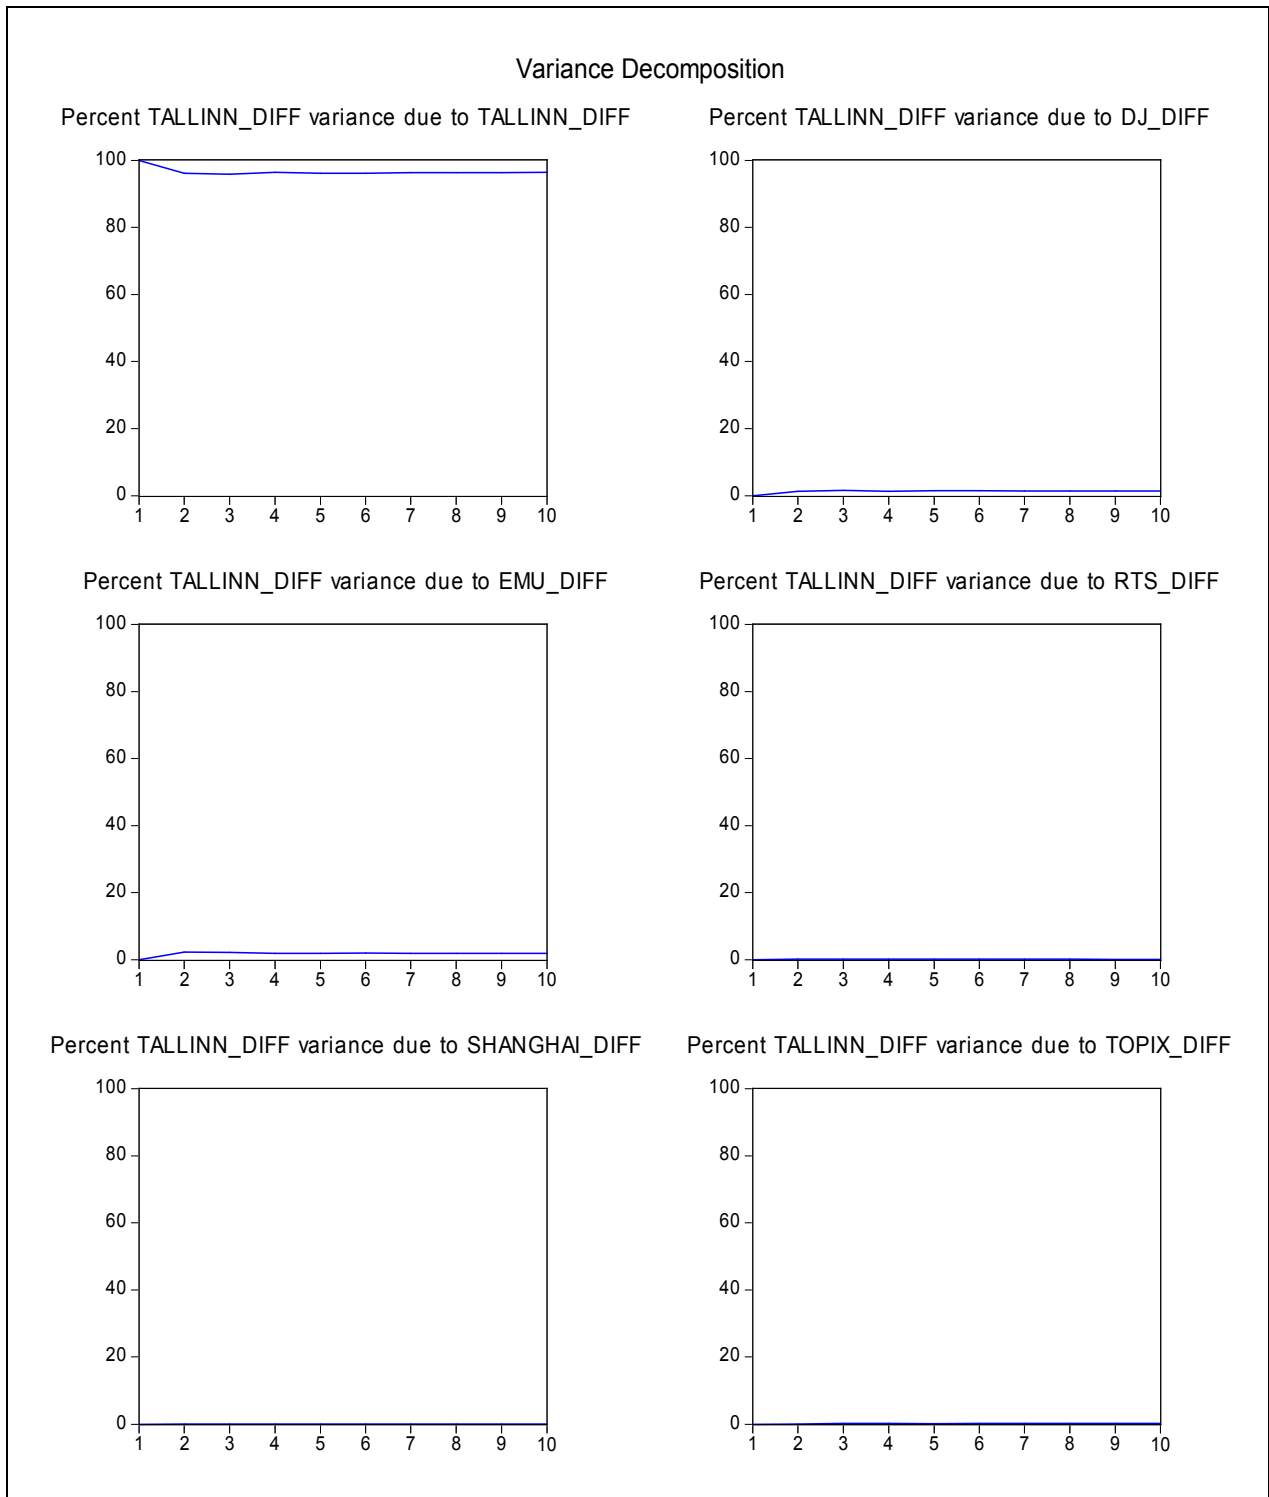 Variance Decomposition
Percent TALLINN_DIFF variance due to TALLINN_DIFF
100
80
60
40
20
0
1 2 3 4 5 6 7 8 9 10
Percent TALLINN_DIFF variance due to DJ_DIFF
100
80
60
40
20
0
1 2 3 4 5 6 7 8 9 10
Percent TALLINN_DIFF variance due to EMU_DIFF
100
80
60
40
20
0
1 2 3 4 5 6 7 8 9 10
Percent TALLINN_DIFF variance due to RTS_DIFF
100
80
60
40
20
0
1 2 3 4 5 6 7 8 9 10
Percent TALLINN_DIFF variance due to SHANGHAI_DIFF
100
80
60
40
20
0
1 2 3 4 5 6 7 8 9 10
Percent TALLINN_DIFF variance due to TOPIX_DIFF
100
80
60
40
20
0
1 2 3 4 5 6 7 8 9 10